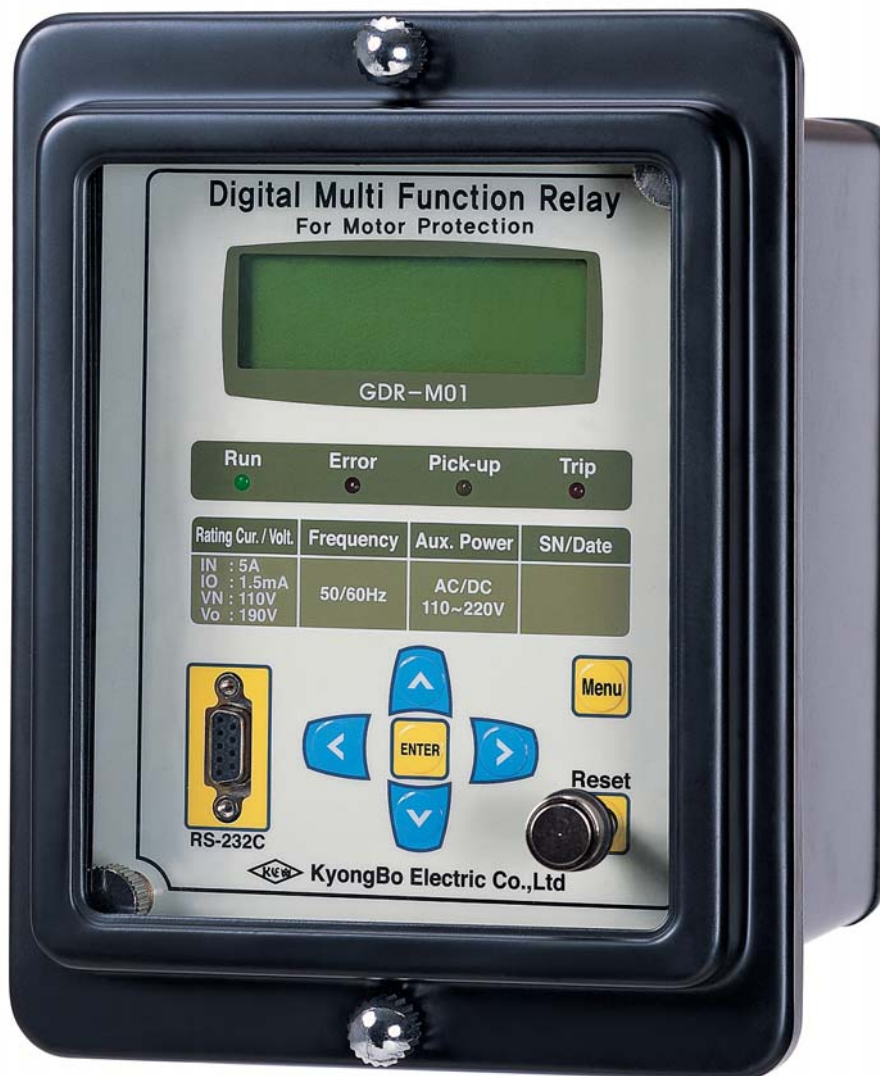 Digital Multi Function Relay
For Motor Protection
GDR-M01
Run Error Pick-up Trip
Rating Cur. / Volt. Frequency Aux. Power SN/Date
IN : 5A
IO : 1.5mA
VN : 110V
Vo : 190V
50/60Hz
AC/DC
110~220V
Menu
ENTER
Reset
RS-232C
KyongBo Electric Co.,Ltd